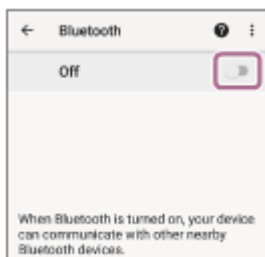 Bluetooth
Off
When Bluetooth is turned on, your device
can communicate with other nearby
Bluetooth devices.